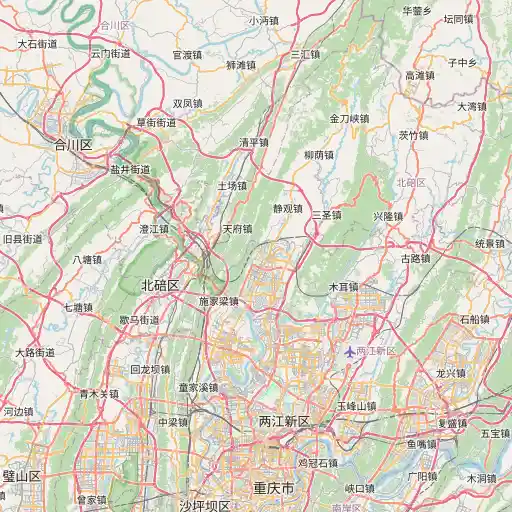 华蓥乡
合川区
小沔镇
坛同镇
大石街道
云门街道
官渡镇
三汇镇
狮滩镇
子中乡
高滩镇
双凤镇
大湾镇
草街街道
金刀峡镇
茨竹镇
合川区
清平镇
柳荫镇
盐井街道
土场镇
北碚区
静观镇
三圣镇
兴隆镇
澄江镇
天府镇
旧县街道
统景镇
八塘镇
古路镇
北碚区
木耳镇
施家梁镇
七塘镇
歇马街道
石船镇
大路街道
两江新区
回龙坝镇
龙兴镇
青木关镇
童家溪镇
玉峰山镇
河边镇
中梁镇
两江新区
复盛镇
五宝镇
鱼嘴镇
璧山区
鸡冠石镇
广阳镇
木洞镇
重庆市
峡口镇
曾家镇
沙坪坝区
南岸区